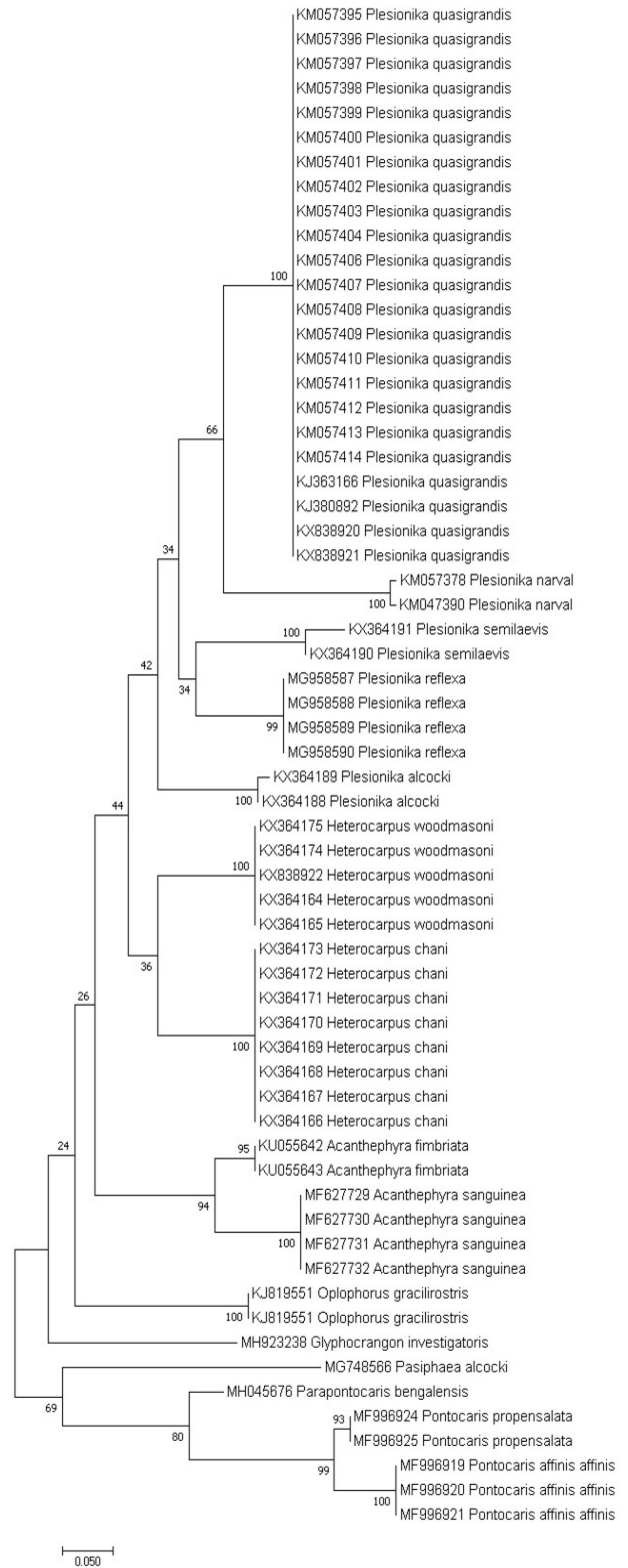 KM057395 Plesionika quasigrandis
KM057396 Plesionika quasigrandis
KM057397 Plesionika quasigrandis
KM057398 Plesionika quasigrandis
KM057399 Plesionika quasigrandis
KM057400 Plesionika quasigrandis
KM057401 Plesionika quasigrandis
KM057402 Plesionika quasigrandis
KM057403 Plesionika quasigrandis
KM057404 Plesionika quasigrandis
KM057406 Plesionika quasigrandis
100
KM057407 Plesionika quasigrandis
KM057408 Plesionika quasigrandis
KM057409 Plesionika quasigrandis
KM057410 Plesionika quasigrandis
KM057411 Plesionika quasigrandis
KM057412 Plesionika quasigrandis
66
KM057413 Plesionika quasigrandis
KM057414 Plesionika quasigrandis
KJ363166 Plesionika quasigrandis
KJ380892 Plesionika quasigrandis
KX838920 Plesionika quasigrandis
34
KX838921 Plesionika quasigrandis
KM057378 Plesionika narval
100
KM047390 Plesionika narval
100
KX364191 Plesionika semilaevis
KX364190 Plesionika semilaevis
42
34
MG958587 Plesionika reflexa
MG958588 Plesionika reflexa
99
MG958589 Plesionika reflexa
MG958590 Plesionika reflexa
KX364189 Plesionika alcocki
100
KX364188 Plesionika alcocki
44
KX364175 Heterocarpus woodmasoni
KX364174 Heterocarpus woodmasoni
100
KX838922 Heterocarpus woodmasoni
KX364164 Heterocarpus woodmasoni
KX364165 Heterocarpus woodmasoni
36
KX364173 Heterocarpus chani
KX364172 Heterocarpus chani
26
KX364171 Heterocarpus chani
KX364170 Heterocarpus chani
100
KX364169 Heterocarpus chani
KX364168 Heterocarpus chani
KX364167 Heterocarpus chani
KX364166 Heterocarpus chani
24
95
KU055642 Acanthephyra fimbriata
KU055643 Acanthephyra fimbriata
94
MF627729 Acanthephyra sanguinea
MF627730 Acanthephyra sanguinea
100
MF627731 Acanthephyra sanguinea
MF627732 Acanthephyra sanguinea
KJ819551 Oplophorus gracilirostris
100
KJ819551 Oplophorus gracilirostris
MH923238 Glyphocrangon investigatoris
MG748566 Pasiphaea alcocki
69
MH045676 Parapontocaris bengalensis
80
93
MF996924 Pontocaris propensalata
MF996925 Pontocaris propensalata
99
MF996919 Pontocaris affinis affinis
MF996920 Pontocaris affinis affinis
100
MF996921 Pontocaris affinis affinis
0.050